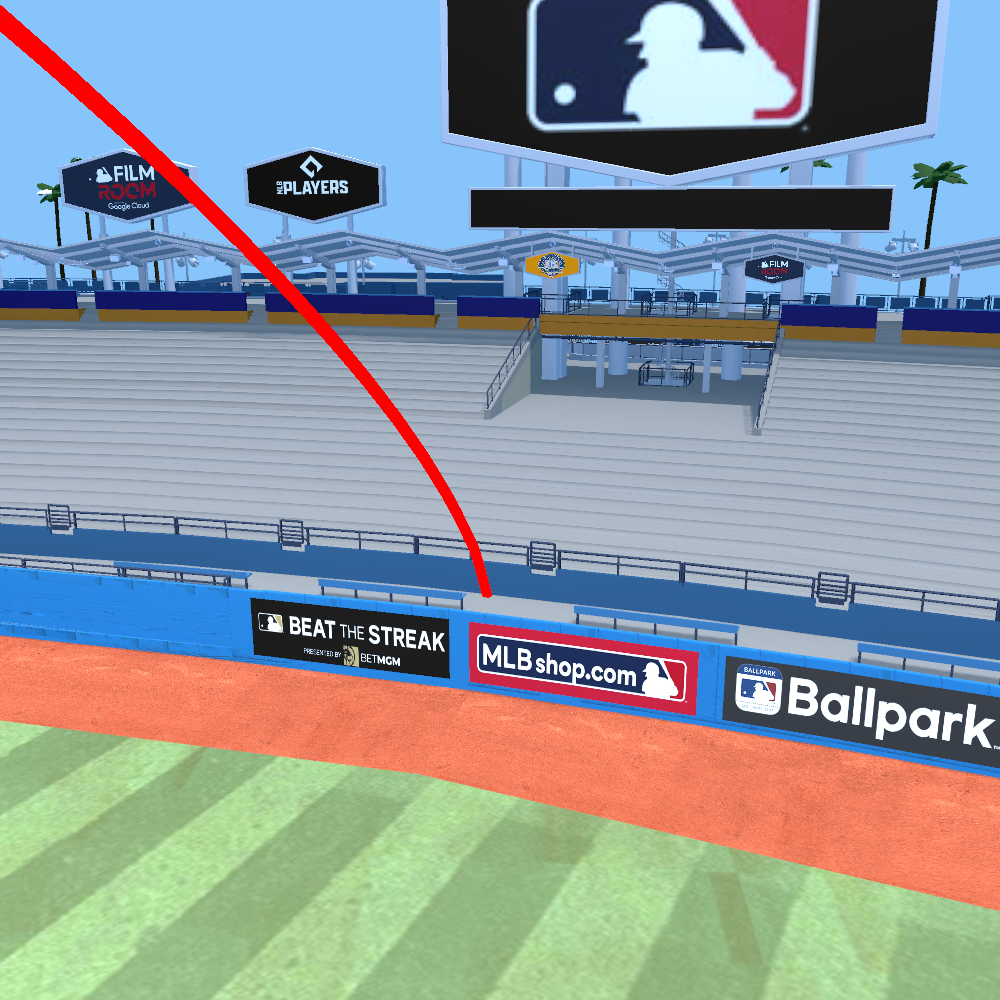 FILM
ROOM
Google Cloud
MLB PLAYERS
FILM
ROOM
BEAT THE STREAK
PRESENTED BY BETMGM
MLBshop.com
BALLPARK
Ballpark